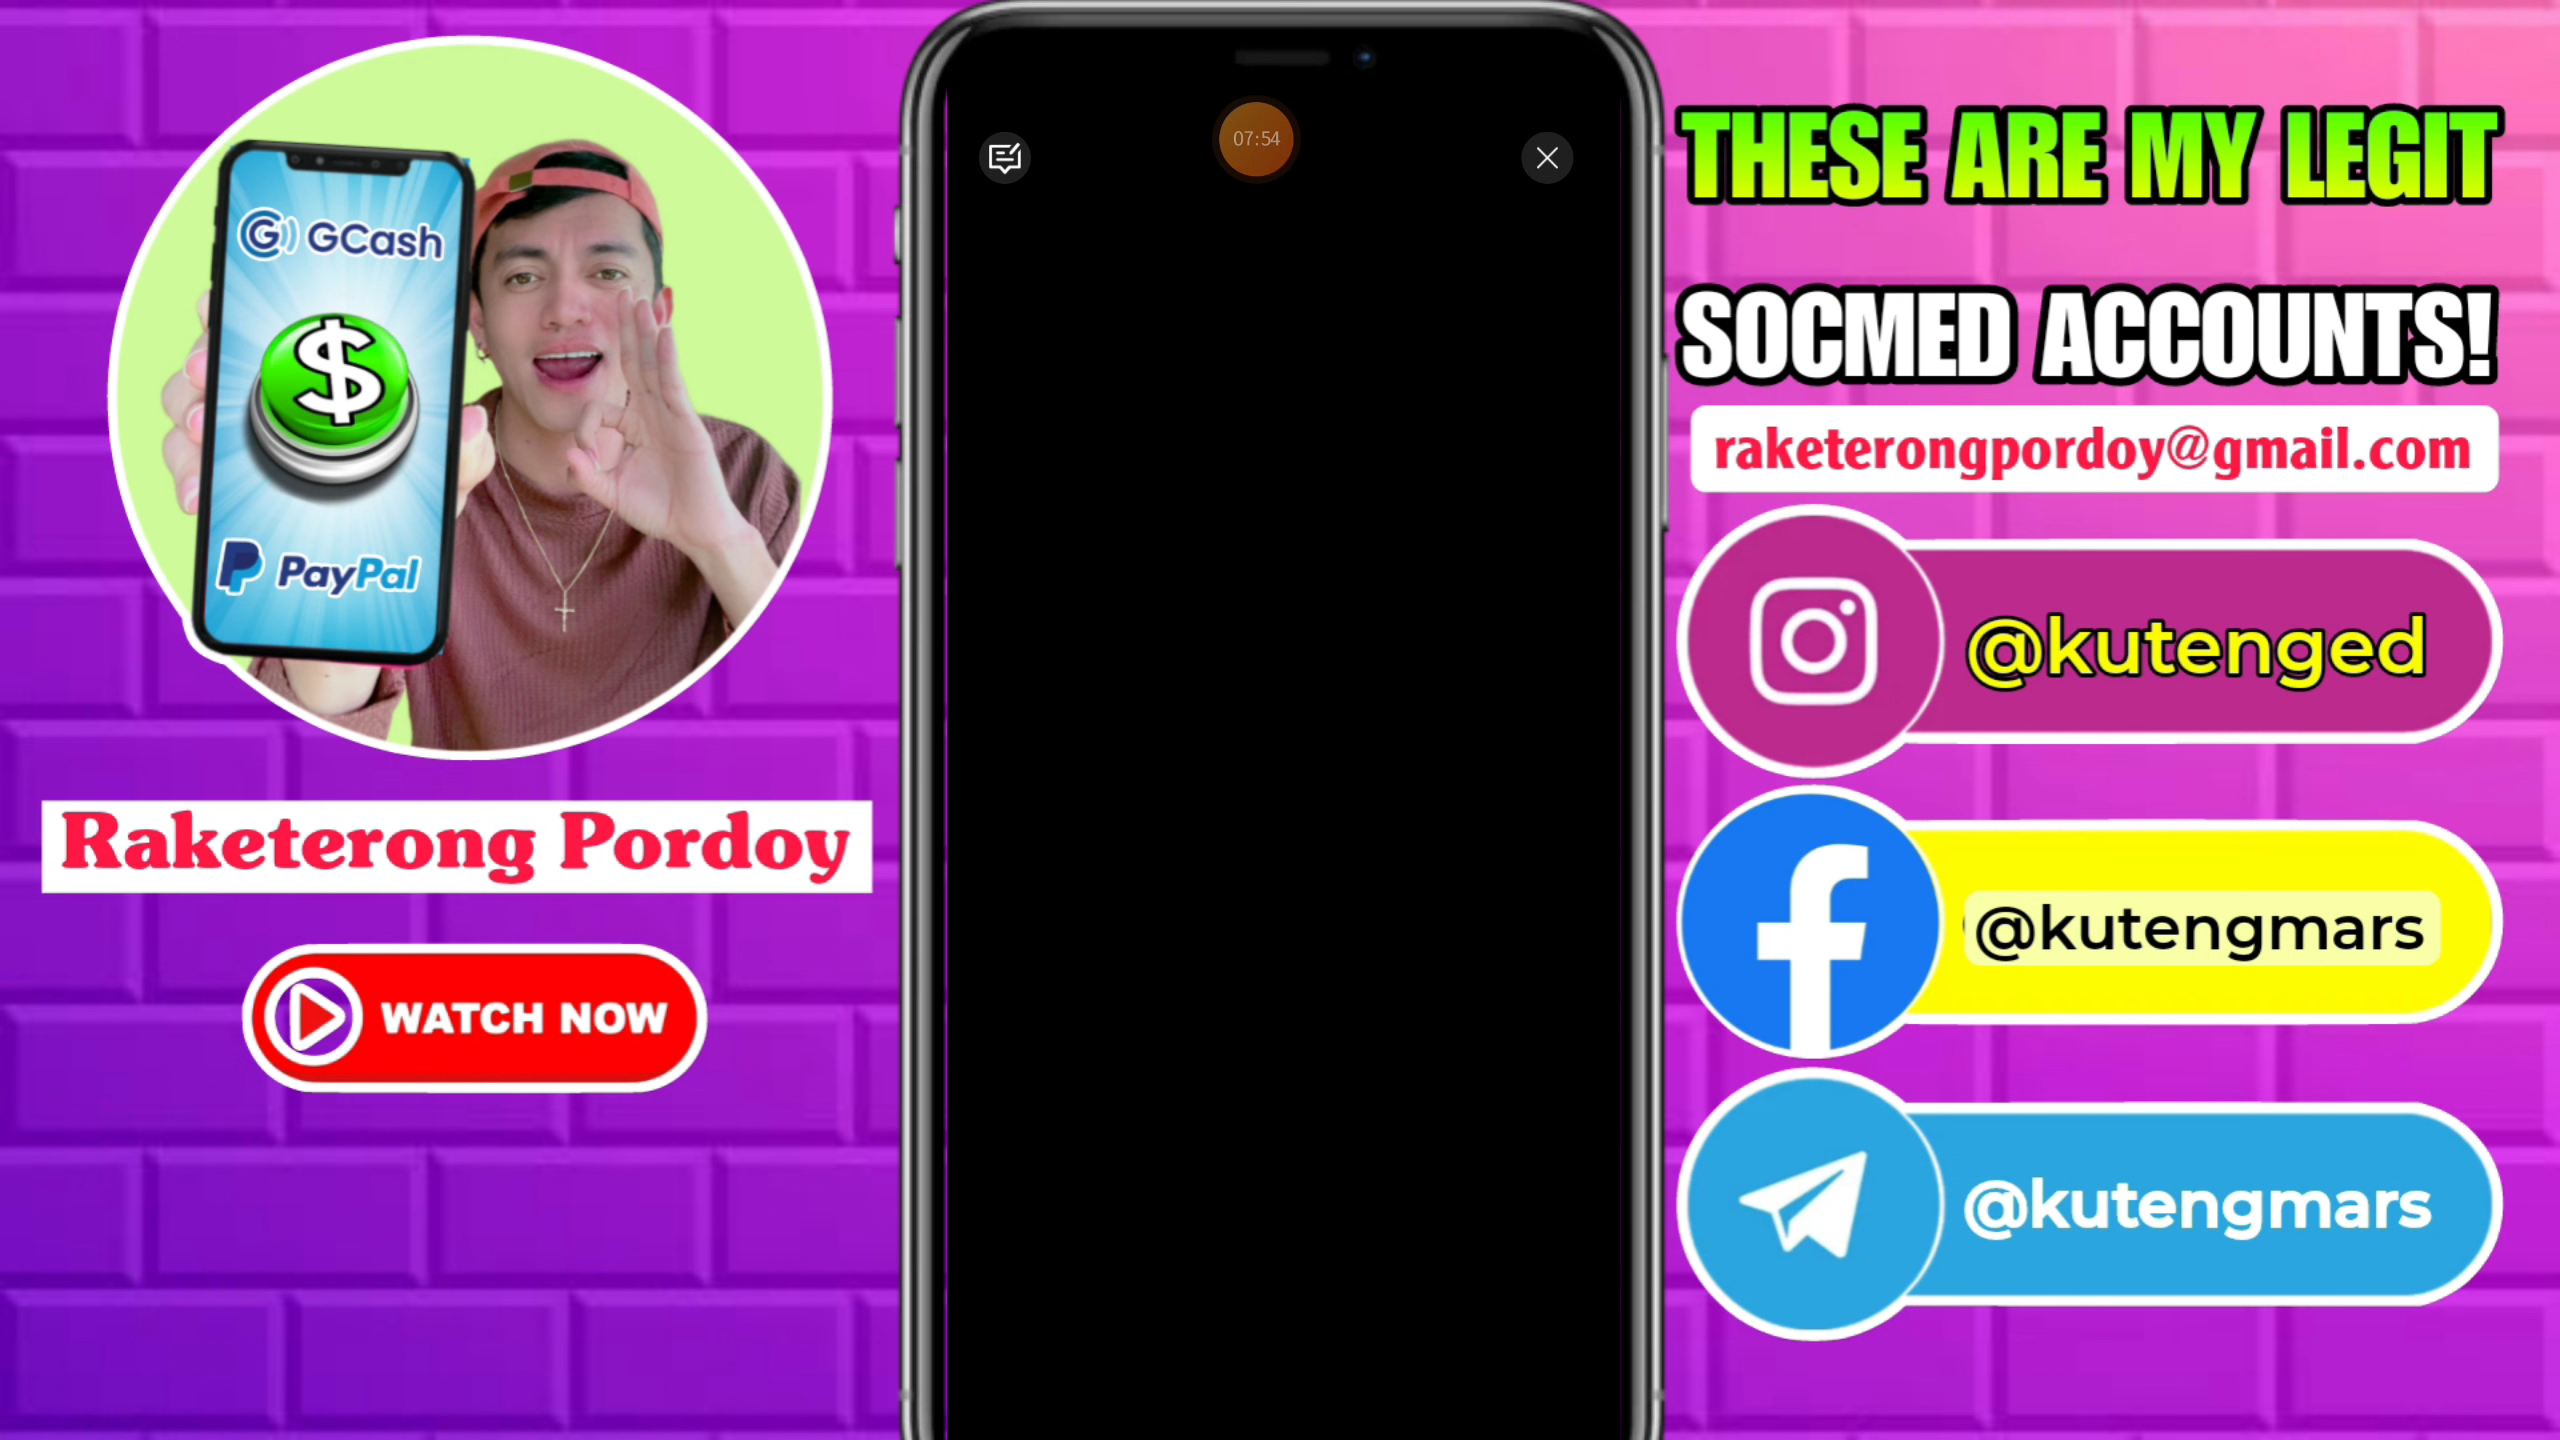 GCash
$
PayPal
Raketerong Pordoy
WATCH NOW
07:54
THESE ARE MY LEGIT
SOCMED ACCOUNTS!
raketerongpordoy@gmail.com
@kutenged
@kutengmars
@kutengmars